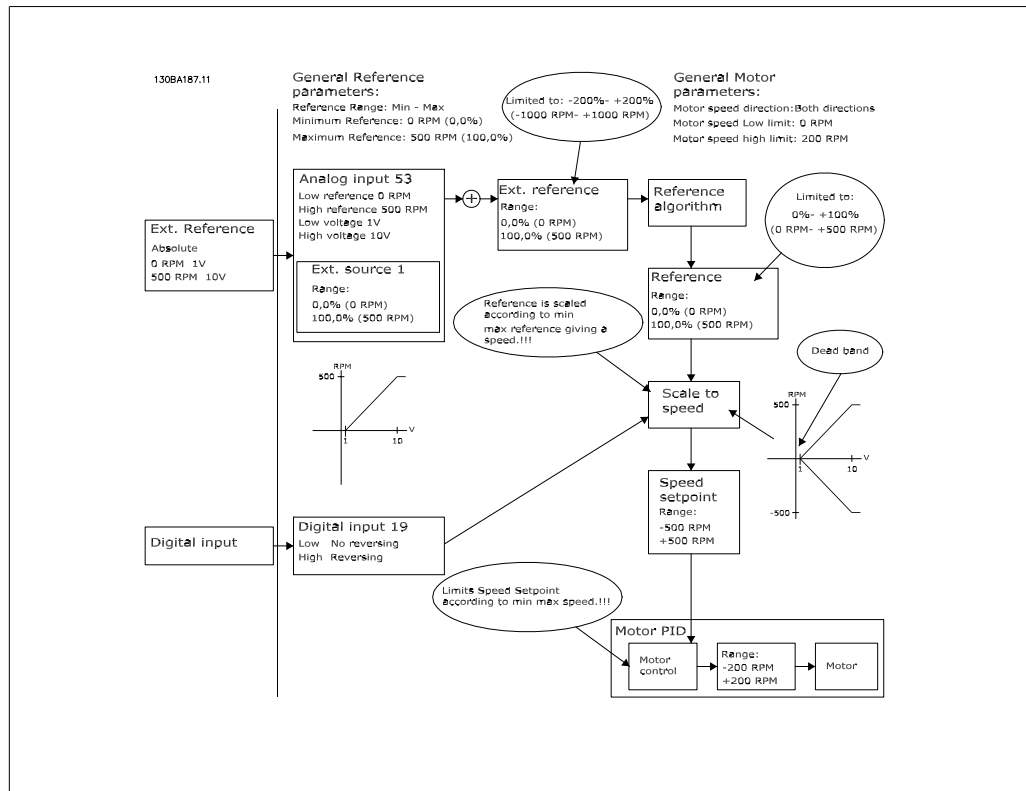 130BA187.11
General Reference
parameters:
Reference Range: Min - Max
Minimum Reference: 0 RPM (0,0%)
Maximum Reference: 500 RPM (100,0%)
Limited to: -200%- +200%
(-1000 RPM- +1000 RPM)
General Motor
parameters:
Motor speed direction:Both directions
Motor speed Low limit: 0 RPM
Motor speed high limit: 200 RPM
Ext. Reference
Absolute
0 RPM 1V
500 RPM 10V
Analog input 53
Low reference 0 RPM
High reference 500 RPM
Low voltage 1V
High voltage 10V
Ext. source 1
Range:
0,0% (0 RPM)
100,0% (500 RPM)
+
Ext. reference
Range:
0,0% (0 RPM)
100,0% (500 RPM)
Reference
algorithm
Limited to:
0%- +100%
(0 RPM- +500 RPM)
Reference
Range:
0,0% (0 RPM)
100,0% (500 RPM)
Reference is scaled
according to min
max reference giving a
speed.!!!
Dead band
RPM
500
V
1
10
Scale to
speed
RPM
500
V
1
10
-500
Speed
setpoint
Range:
-500 RPM
+500 RPM
Digital input
Digital input 19
Low No reversing
High Reversing
Limits Speed Setpoint
according to min max speed.!!!
Motor PID
Motor
control
Range:
-200 RPM
+200 RPM
Motor